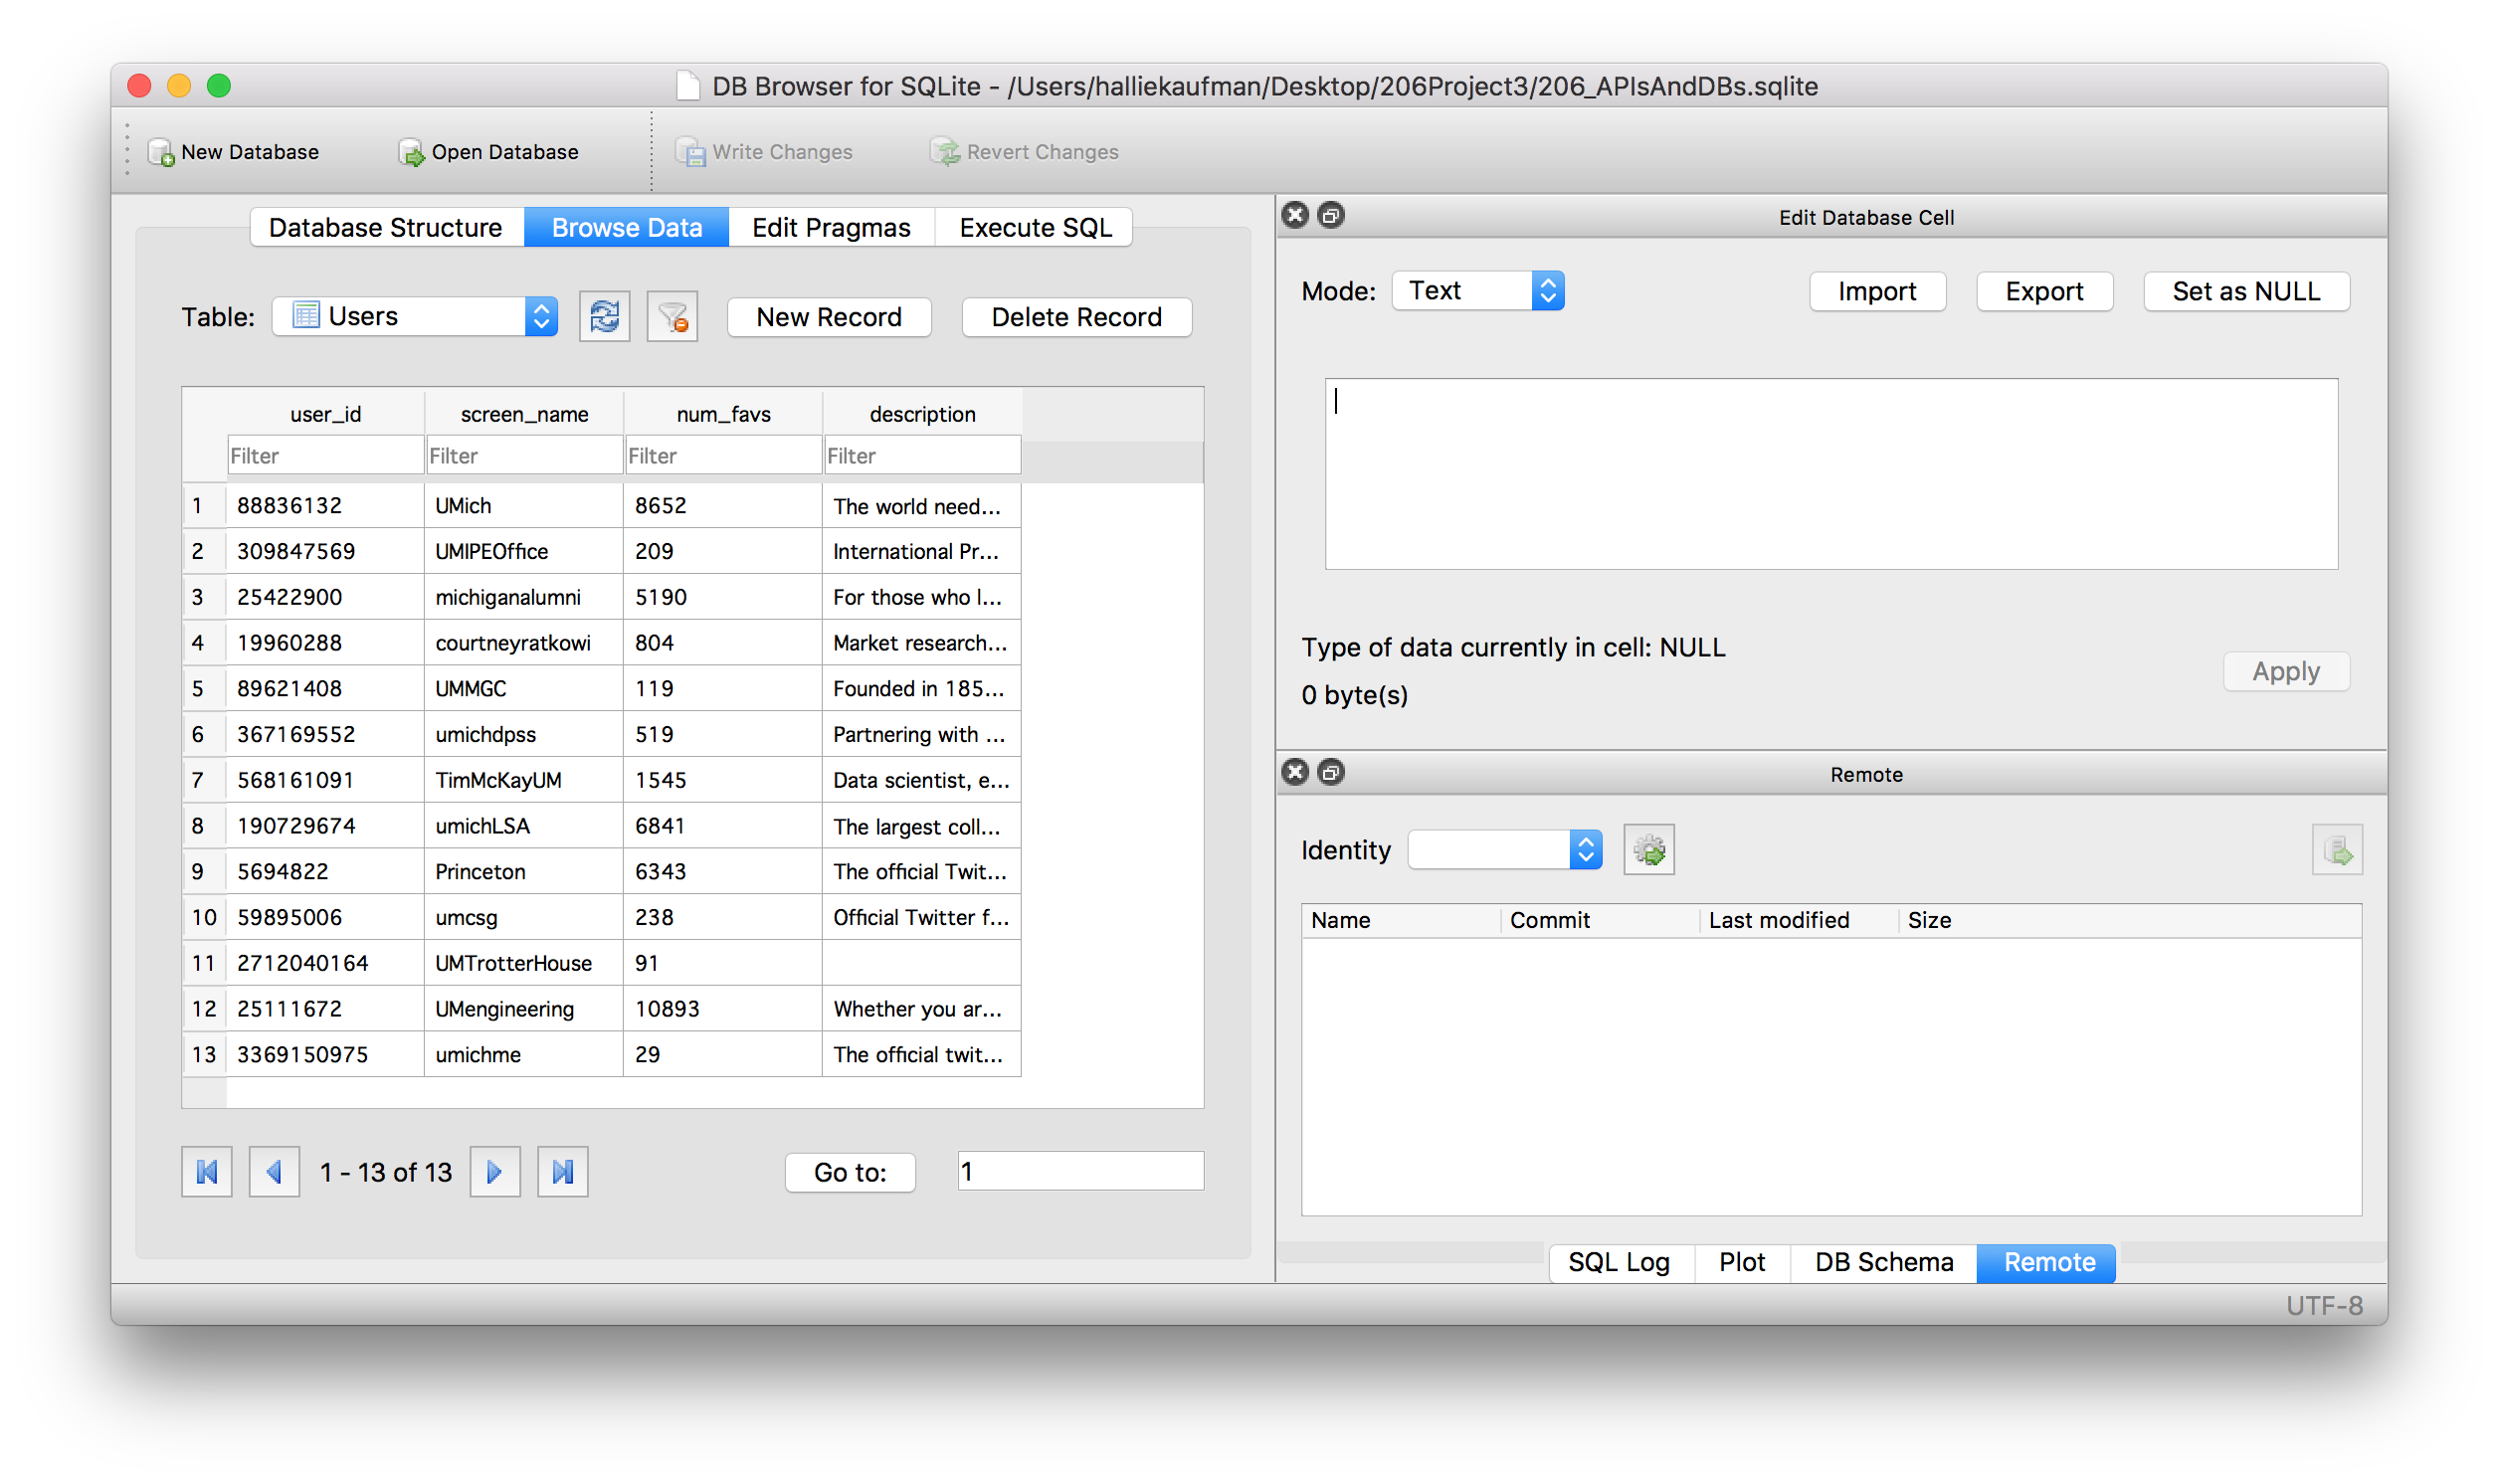 DB Browser for SQLite - /Users/halliekaufman/Desktop/206Project3/206_APIsAndDBs.sqlite
New Database Open Database Write Changes Revert Changes
Database Structure Browse Data Edit Pragmas Execute SQL
Table: Users New Record Delete Record
user_id screen_name num_favs description
Filter Filter Filter Filter
1 88836132 UMich 8652 The world need...
2 309847569 UMIPEOffice 209 International Pr...
3 25422900 michiganalumni 5190 For those who l...
4 19960288 courtneyratkowi 804 Market research...
5 89621408 UMMGC 119 Founded in 185...
6 367169552 umichdpss 519 Partnering with ...
7 568161091 TimMcKayUM 1545 Data scientist, e...
8 190729674 umichLSA 6841 The largest coll...
9 5694822 Princeton 6343 The official Twit...
10 59895006 umcsg 238 Official Twitter f...
11 2712040164 UMTrotterHouse 91
12 25111672 UMengineering 10893 Whether you ar...
13 3369150975 umichme 29 The official twit...
1 - 13 of 13 Go to: 1
Edit Database Cell
Mode: Text Import Export Set as NULL
Type of data currently in cell: NULL
0 byte(s)
Apply
Remote
Identity
Name Commit Last modified Size
SQL Log Plot DB Schema Remote
UTF-8